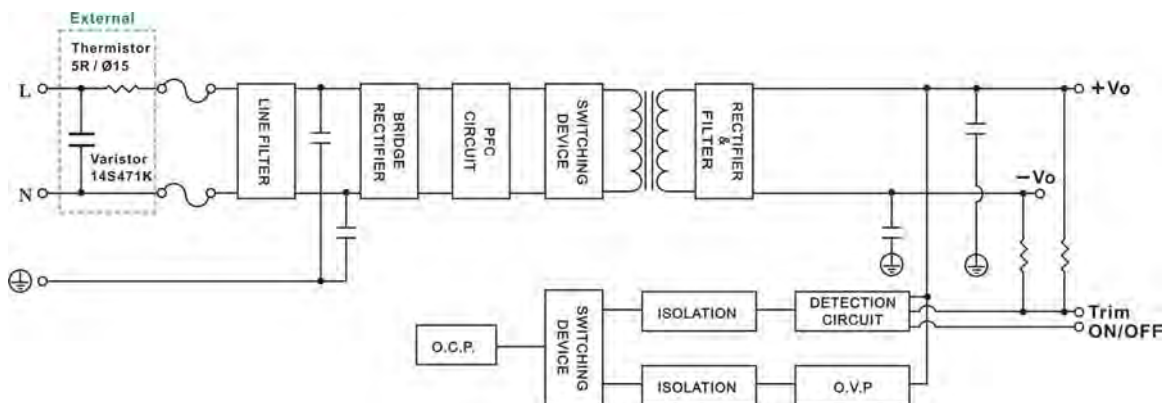 External
Thermistor
5R / Ø15
L
Varistor
14S471K
N
LINE FILTER
BRIDGE
RECTIFIER
PFC
CIRCUIT
SWITCHING
DEVICE
RECTIFIER
&
FILTER
+Vo
−Vo
O.C.P.
SWITCHING
DEVICE
ISOLATION
DETECTION
CIRCUIT
Trim
ON/OFF
ISOLATION
O.V.P